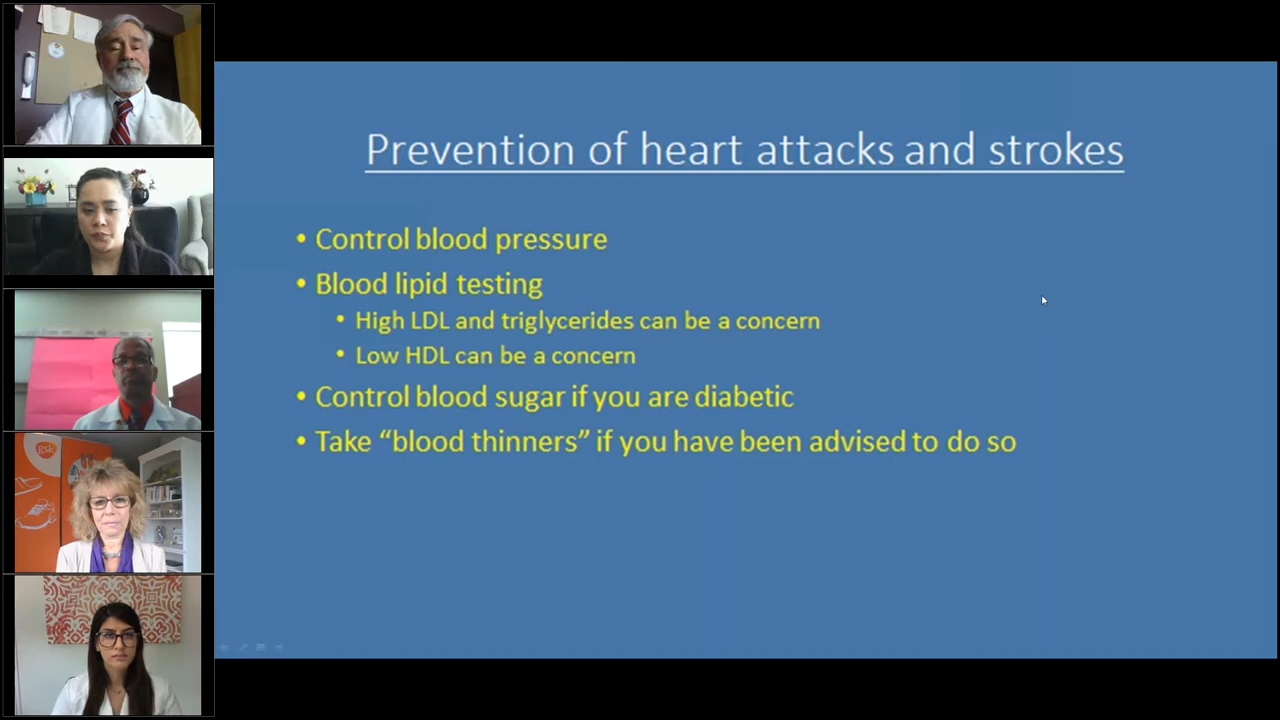 Prevention of heart attacks and strokes
• Control blood pressure
• Blood lipid testing
• High LDL and triglycerides can be a concern
• Low HDL can be a concern
• Control blood sugar if you are diabetic
• Take “blood thinners” if you have been advised to do so
gsk